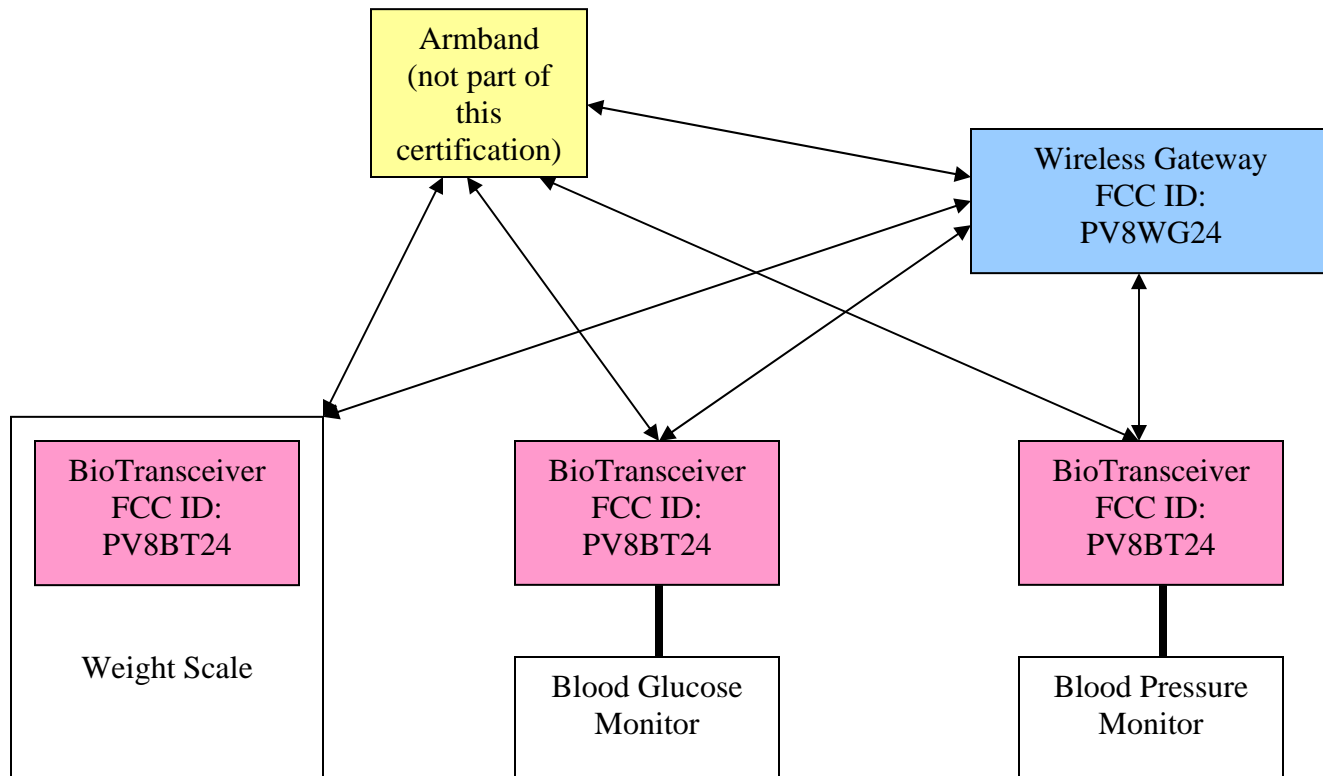 Armband
(not part of
this
certification)
Wireless Gateway
FCC ID:
PV8WG24
BioTransceiver
FCC ID:
PV8BT24
BioTransceiver
FCC ID:
PV8BT24
BioTransceiver
FCC ID:
PV8BT24
Weight Scale
Blood Glucose
Monitor
Blood Pressure
Monitor